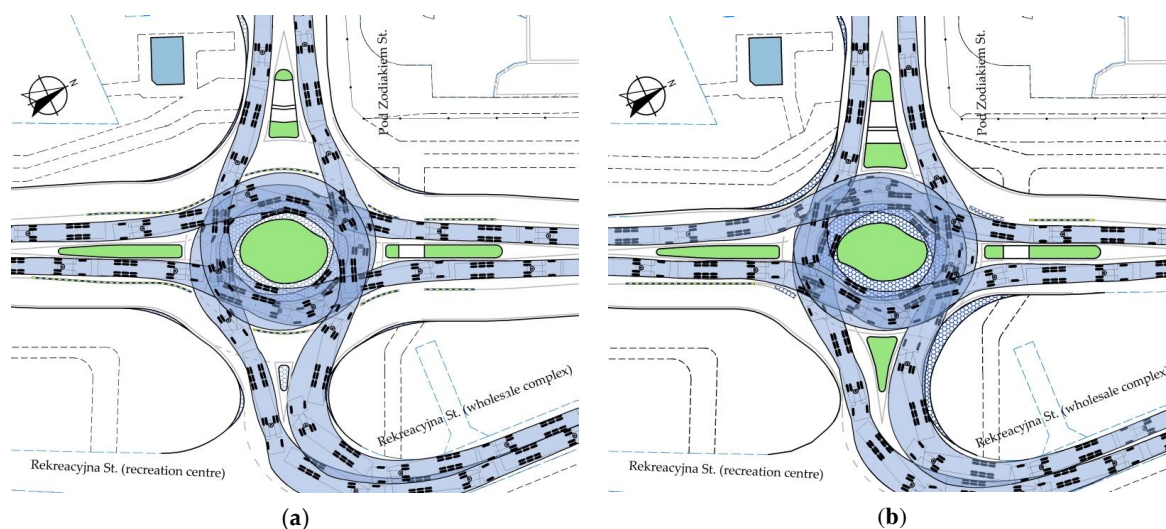 N
Pod Zodiakiem St.
Rekreacyjna St. (wholesale complex)
Rekreacyjna St. (recreation centre)
(a)
N
Pod Zodiakiem St.
Rekreacyjna St. (wholesale complex)
Rekreacyjna St. (recreation centre)
(b)